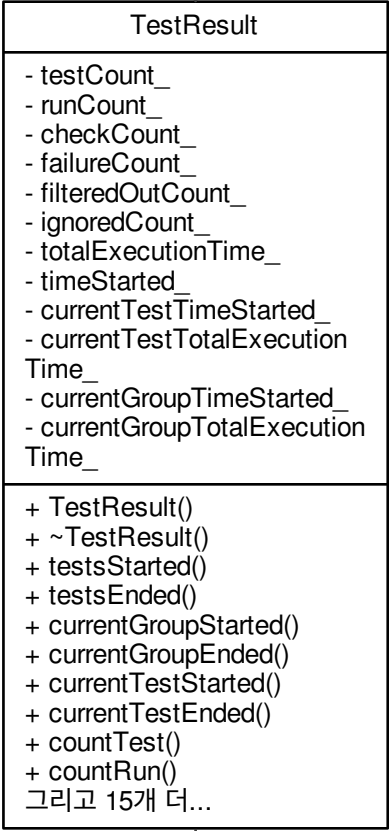 TestResult
- testCount_
- runCount_
- checkCount_
- failureCount_
- filteredOutCount_
- ignoredCount_
- totalExecutionTime_
- timeStarted_
- currentTestTimeStarted_
- currentTestTotalExecution
Time_
- currentGroupTimeStarted_
- currentGroupTotalExecution
Time_
+ TestResult()
+ ~TestResult()
+ testsStarted()
+ testsEnded()
+ currentGroupStarted()
+ currentGroupEnded()
+ currentTestStarted()
+ currentTestEnded()
+ countTest()
+ countRun()
그리고 15개 더...